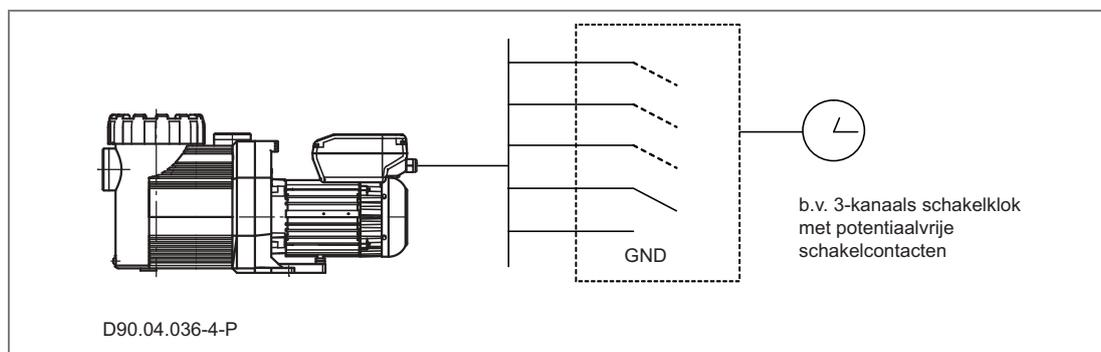 GND
b.v. 3-kanaals schakelklok
met potentiaalvrije
schakelcontacten
D90.04.036-4-P